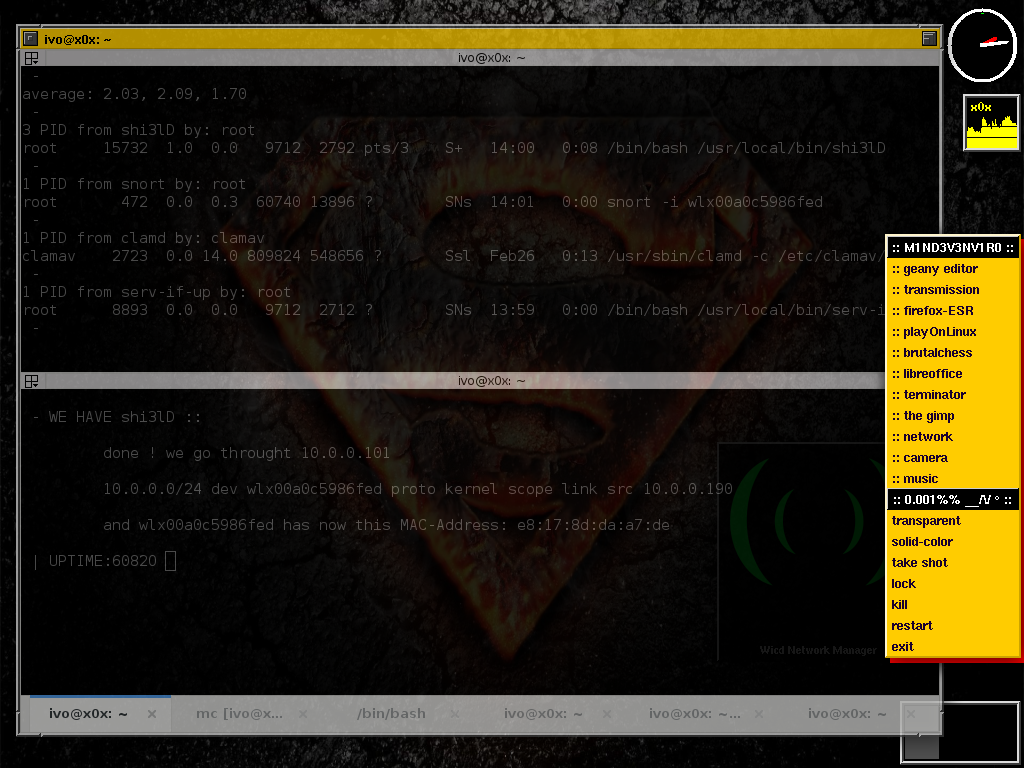 ivo@x0x: ~
ivo@x0x: ~
-
average: 2.03, 2.09, 1.70
-
3 PID from shi3lD by: root
root 15732 1.0 0.0 9712 2792 pts/3 S+ 14:00 0:08 /bin/bash /usr/local/bin/shi3lD
-
1 PID from snort by: root
root 472 0.0 0.3 60740 13896 ? SNs 14:01 0:00 snort -i wlx00a0c5986fed
-
1 PID from clamd by: clamav
clamav 2723 0.0 14.0 809824 548656 ? Ssl Feb26 0:13 /usr/sbin/clamd -c /etc/clamav/
-
1 PID from serv-if-up by: root
root 8893 0.0 0.0 9712 2712 ? SNs 13:59 0:00 /bin/bash /usr/local/bin/serv-i
-
ivo@x0x: ~
- WE HAVE shi3lD ::
done ! we go throught 10.0.0.101
10.0.0.0/24 dev wlx00a0c5986fed proto kernel scope link src 10.0.0.190
and wlx00a0c5986fed has now this MAC-Address: e8:17:8d:da:a7:de
| UPTIME:60820
Wicd Network Manager
ivo@x0x: ~ × mc [ivo@x... × /bin/bash × ivo@x0x: ~ × ivo@x0x: ~... × ivo@x0x: ~ ×
x0x
:: M1ND3V3NV1R0 ::
:: geany editor
:: transmission
:: firefox-ESR
:: playOnLinux
:: brutalchess
:: libreoffice
:: terminator
:: the gimp
:: network
:: camera
:: music
:: 0.001%% __/\/ ° ::
transparent
solid-color
take shot
lock
kill
restart
exit